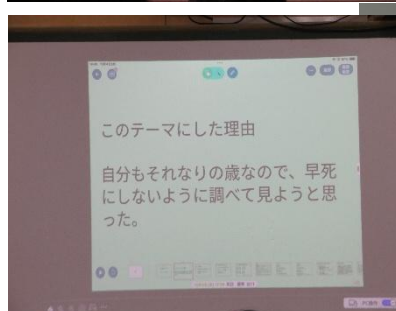 このテーマにした理由
自分もそれなりの歳なので、早死
にしないように調べて見ようと思
った。